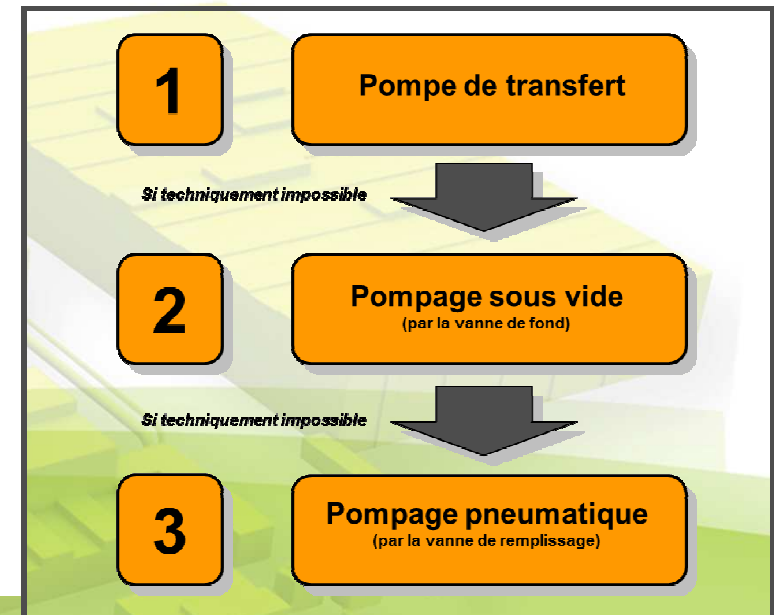 1
Pompe de transfert
Si techniquement impossible
2
Pompage sous vide
(par la vanne de fond)
Si techniquement impossible
3
Pompage pneumatique
(par la vanne de remplissage)